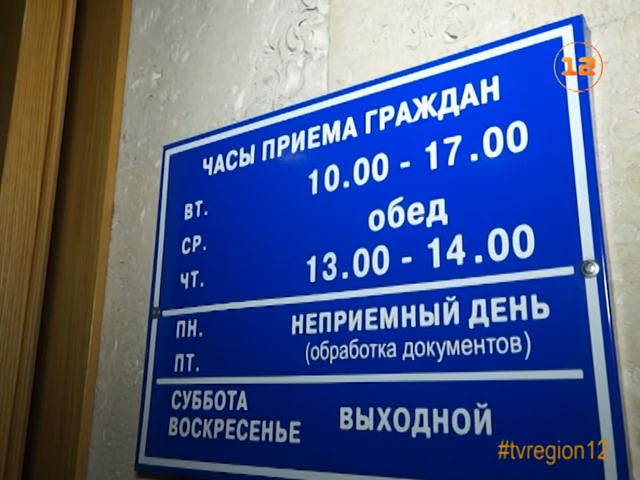 12
ЧАСЫ ПРИЕМА ГРАЖДАН
ВТ. 10.00 - 17.00
СР. обед
ЧТ. 13.00 - 14.00
ПН. НЕПРИЕМНЫЙ ДЕНЬ
ПТ. (обработка документов)
СУББОТА
ВОСКРЕСЕНЬЕ ВЫХОДНОЙ
#tvregion12